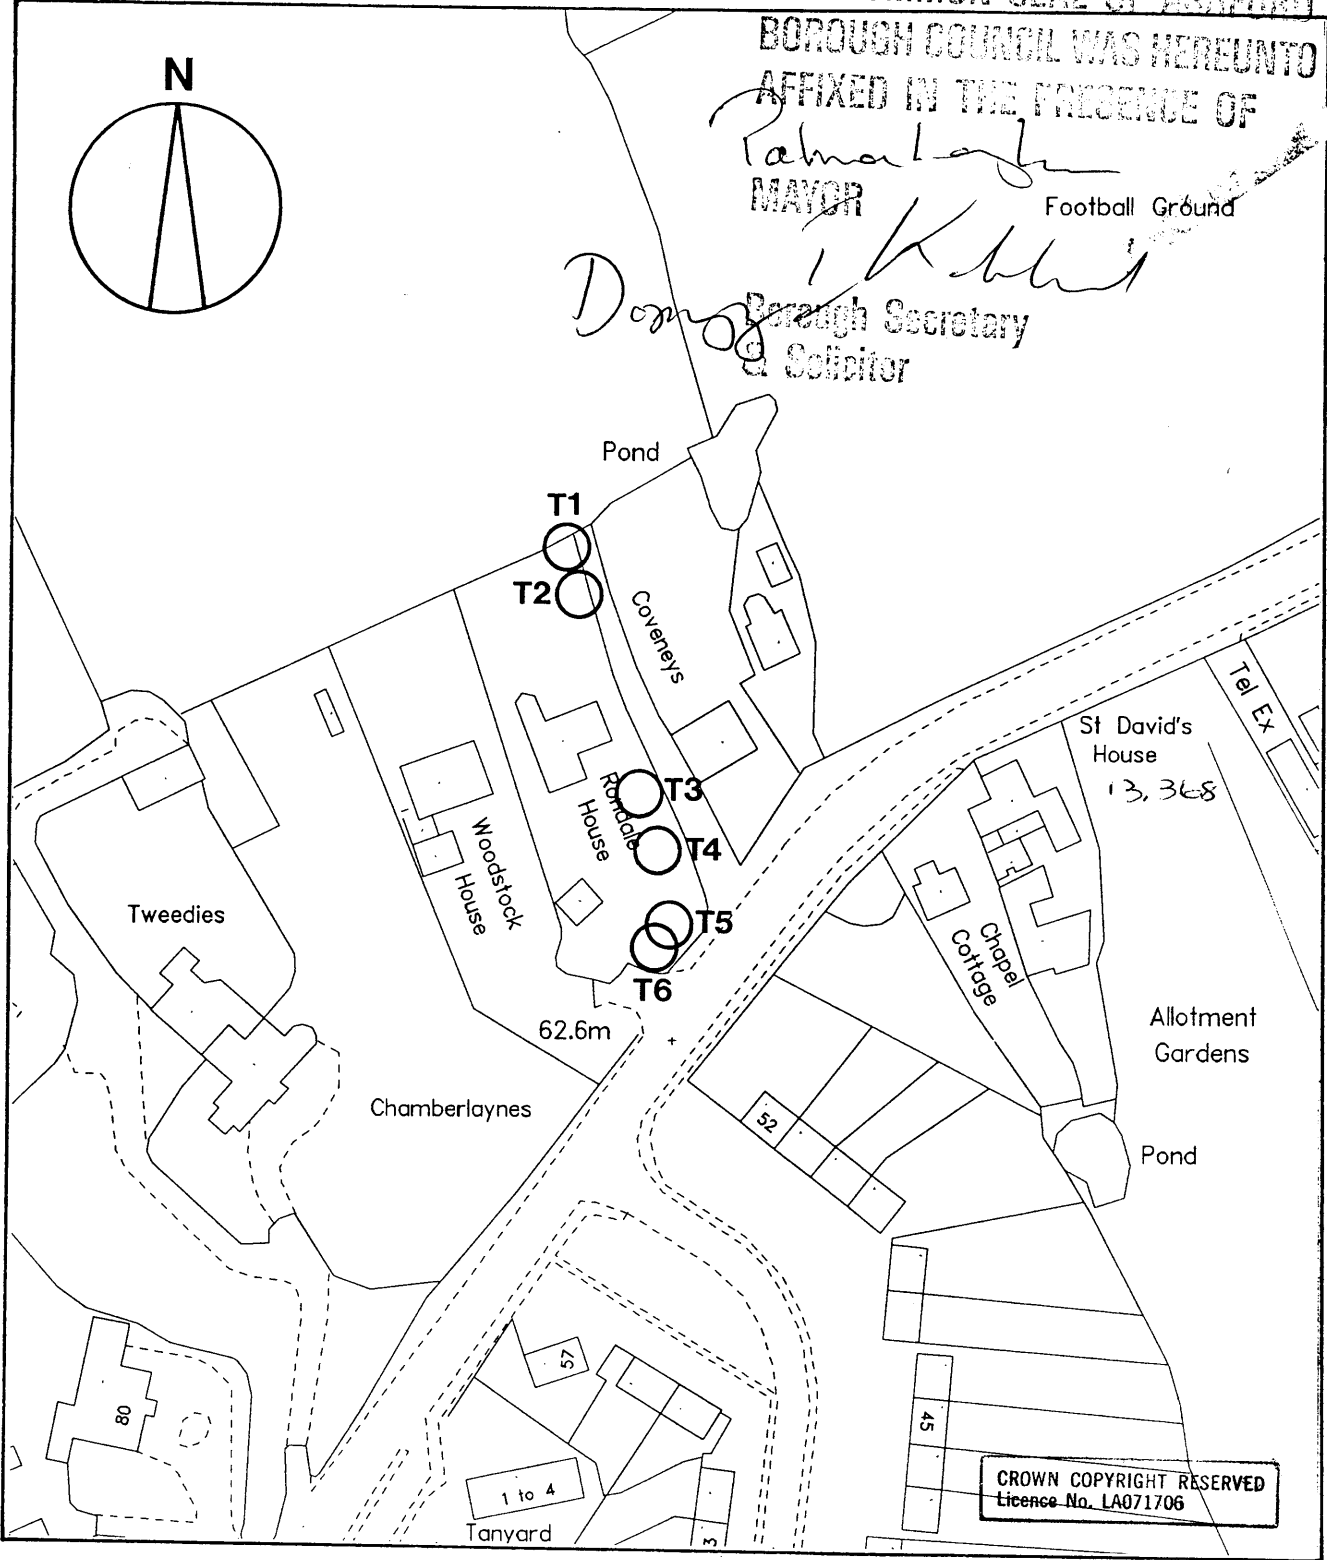 BOROUGH COUNCIL WAS HEREUNTO
AFFIXED IN THE PRESENCE OF
N
MAYOR
Football Ground
Borough Secretary
& Solicitor
Pond
T1
T2
Coveneys
Tel Ex
St David's
House
13,368
T3
Rondale
House
T4
Woodstock
House
Tweedies
T5
Chapel
Cottage
T6
62.6m
Allotment
Gardens
Chamberlaynes
52
Pond
57
80
45
1 to 4
CROWN COPYRIGHT RESERVED
Licence No. LA071706
Tanyard
3